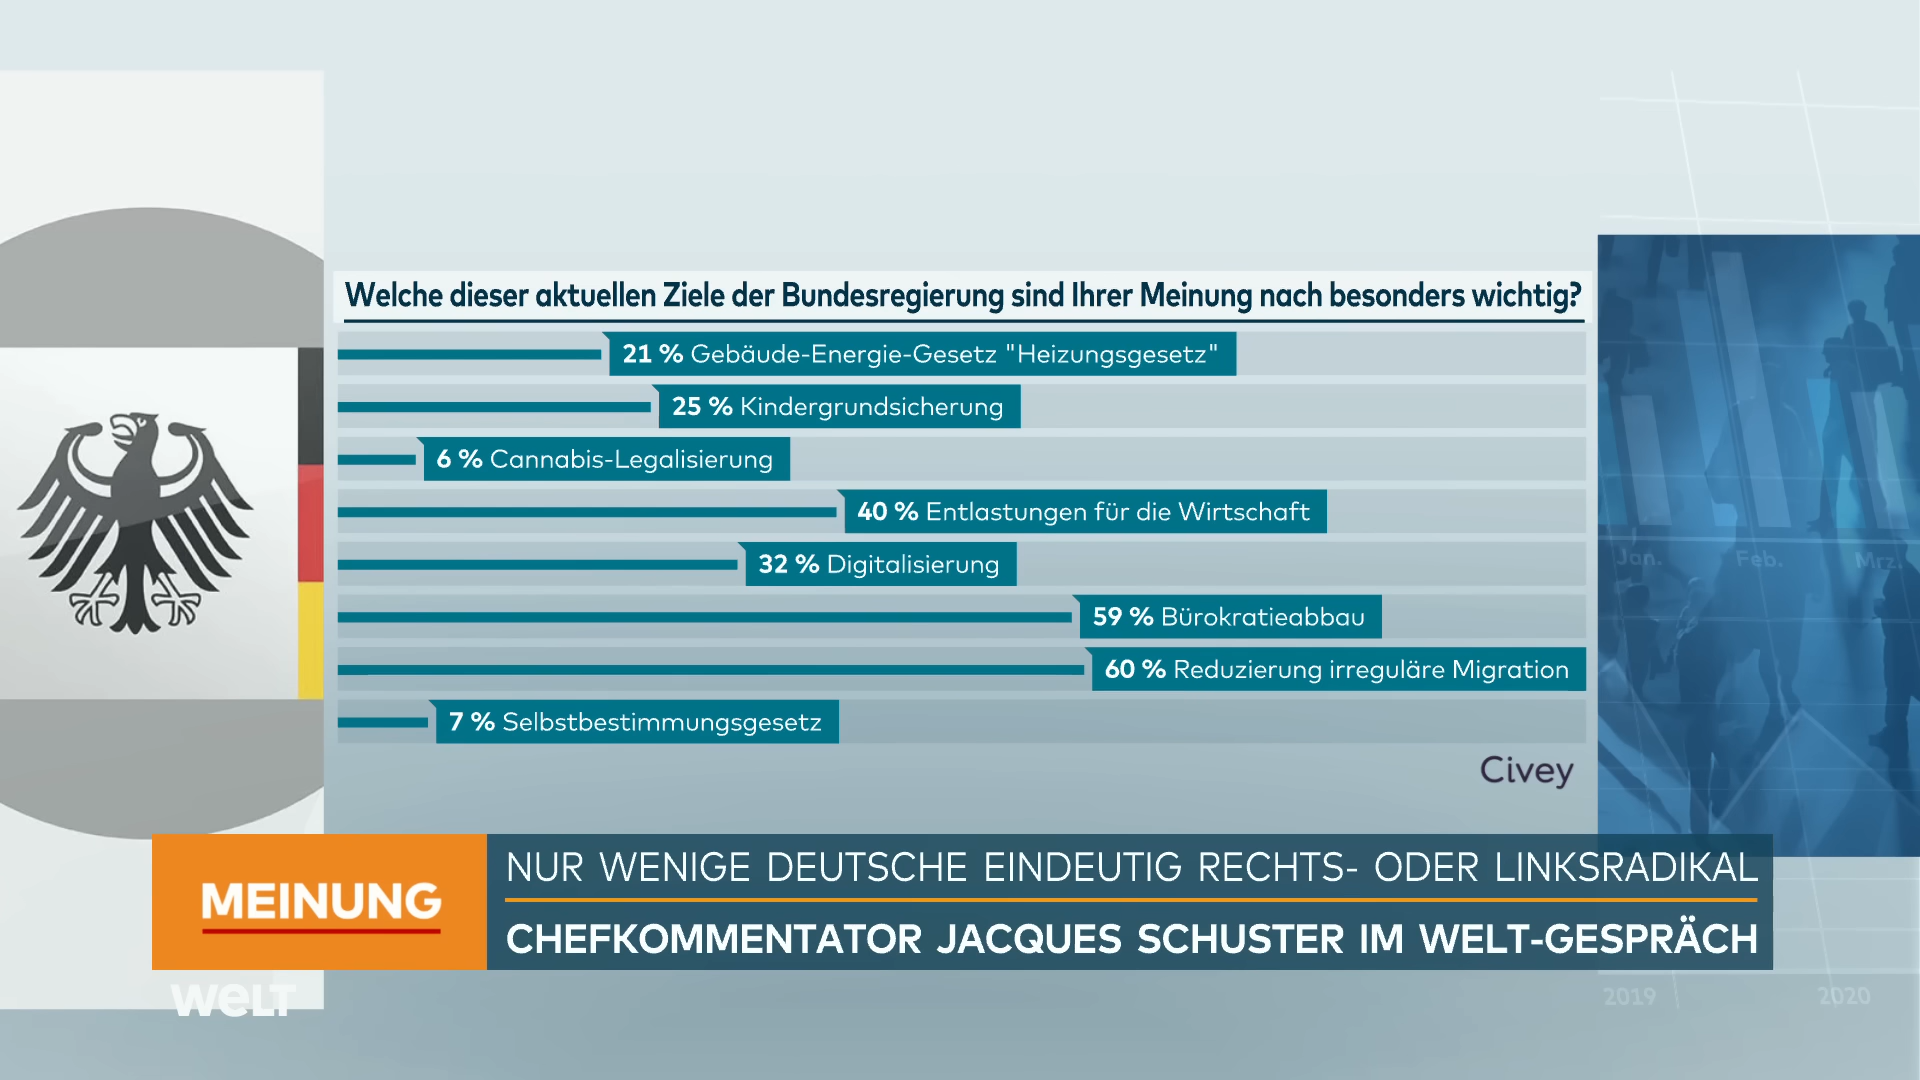 Welche dieser aktuellen Ziele der Bundesregierung sind Ihrer Meinung nach besonders wichtig?
21 % Gebäude-Energie-Gesetz "Heizungsgesetz"
25 % Kindergrundsicherung
6 % Cannabis-Legalisierung
40 % Entlastungen für die Wirtschaft
32 % Digitalisierung
59 % Bürokratieabbau
60 % Reduzierung irreguläre Migration
7 % Selbstbestimmungsgesetz
Civey
Jan. Feb. Mrz.
MEINUNG
NUR WENIGE DEUTSCHE EINDEUTIG RECHTS- ODER LINKSRADIKAL
CHEFKOMMENTATOR JACQUES SCHUSTER IM WELT-GESPRÄCH
WELT
2019 2020